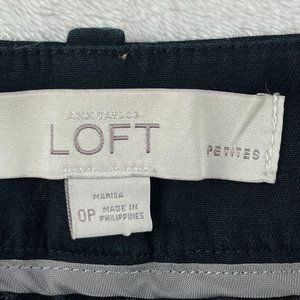 ANN TAYLOR
LOFT
PETITES
MARISA
0P
MADE IN
PHILIPPINES